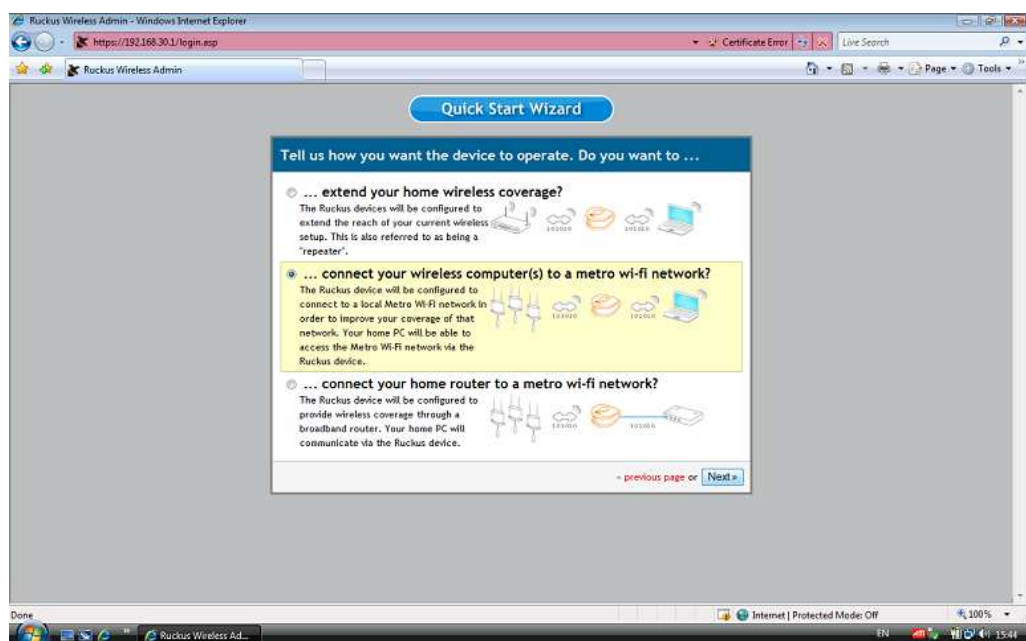 Ruckus Wireless Admin - Windows Internet Explorer
https://192.168.30.1/login.asp
Certificate Error
Live Search
Ruckus Wireless Admin
Page
Tools
Quick Start Wizard
Tell us how you want the device to operate. Do you want to ...
... extend your home wireless coverage?
The Ruckus devices will be configured to
extend the reach of your current wireless
setup. This is also referred to as being a
"repeater".
101010
101010
... connect your wireless computer(s) to a metro wi-fi network?
The Ruckus device will be configured to
connect to a local Metro Wi-Fi network in
order to improve your coverage of that
network. Your home PC will be able to
access the Metro Wi-Fi network via the
Ruckus device.
101010
101010
... connect your home router to a metro wi-fi network?
The Ruckus device will be configured to
provide wireless coverage through a
broadband router. Your home PC will
communicate via the Ruckus device.
101010
101010
« previous page or Next »
Done
Internet | Protected Mode: Off
100%
Ruckus Wireless Ad...
EN
15:41